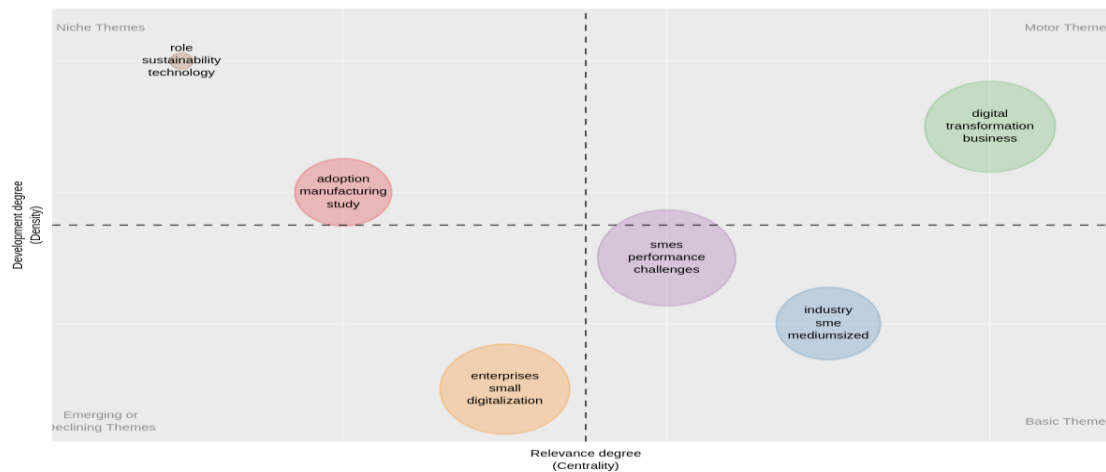 Niche Themes
Motor Theme
role
sustainability
technology
digital
transformation
business
adoption
manufacturing
study
Development degree
(Density)
smes
performance
challenges
industry
sme
mediumsized
enterprises
small
digitalization
Emerging or
Declining Themes
Basic Theme
Relevance degree
(Centrality)